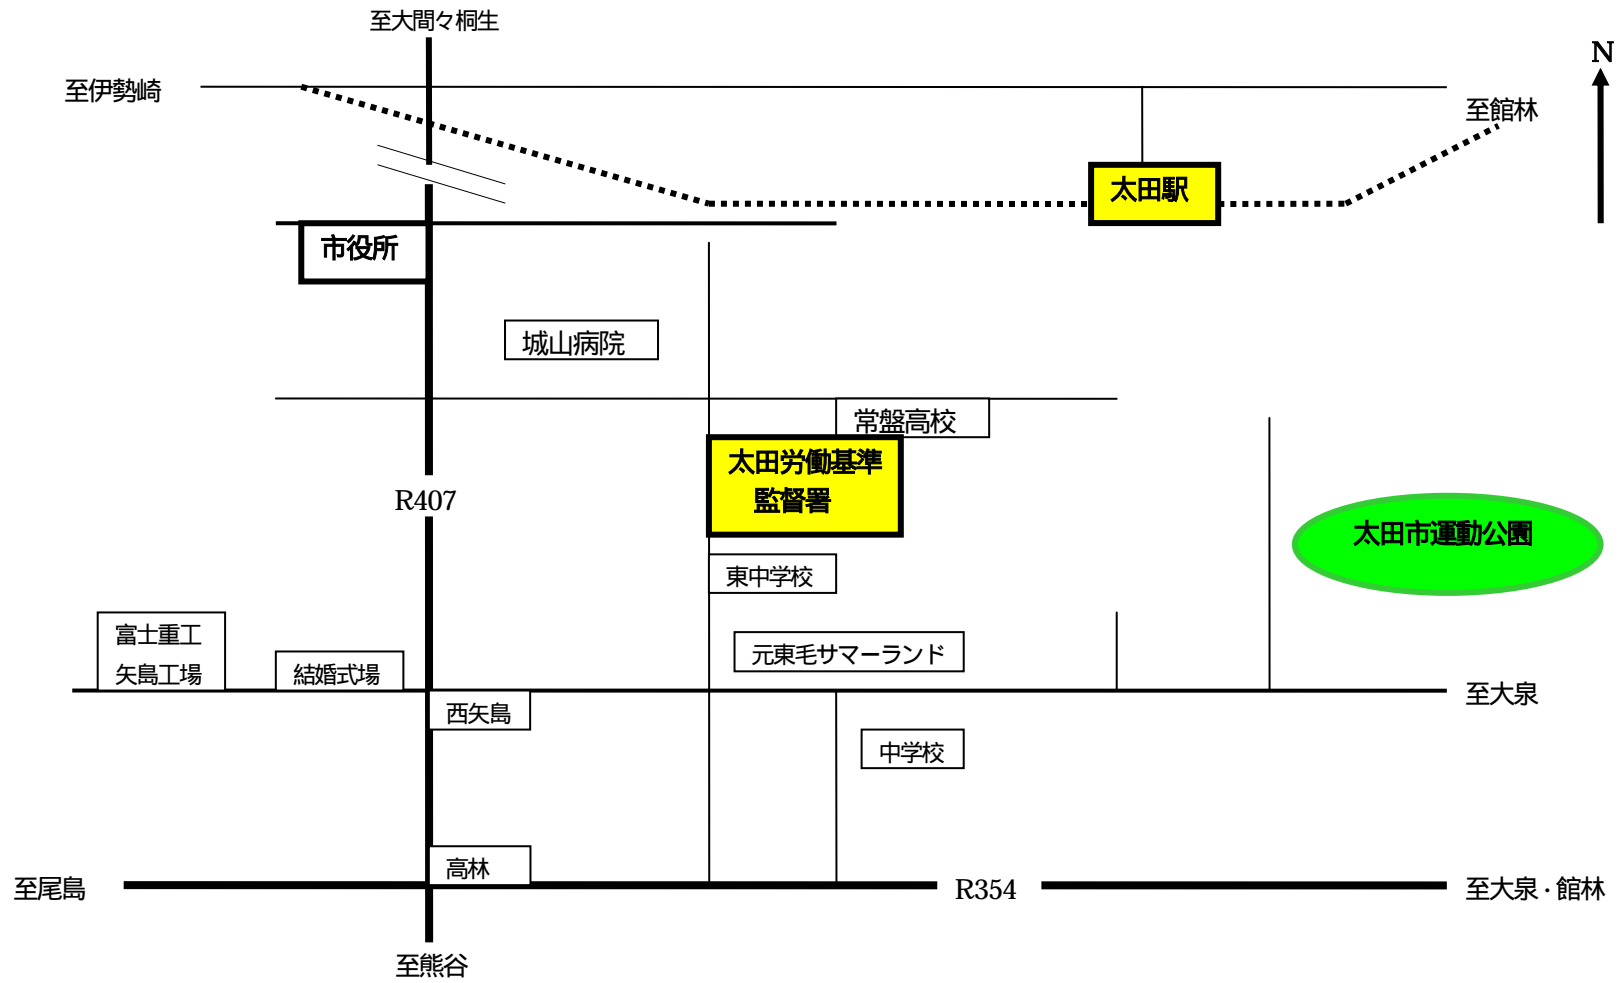 至大間々桐生
N
至伊勢崎
至館林
太田駅
市役所
城山病院
常盤高校
太田労働基準
監督署
R407
太田市運動公園
東中学校
富士重工
矢島工場
結婚式場
元東毛サマーランド
至大泉
西矢島
中学校
高林
至尾島
R354
至大泉・館林
至熊谷